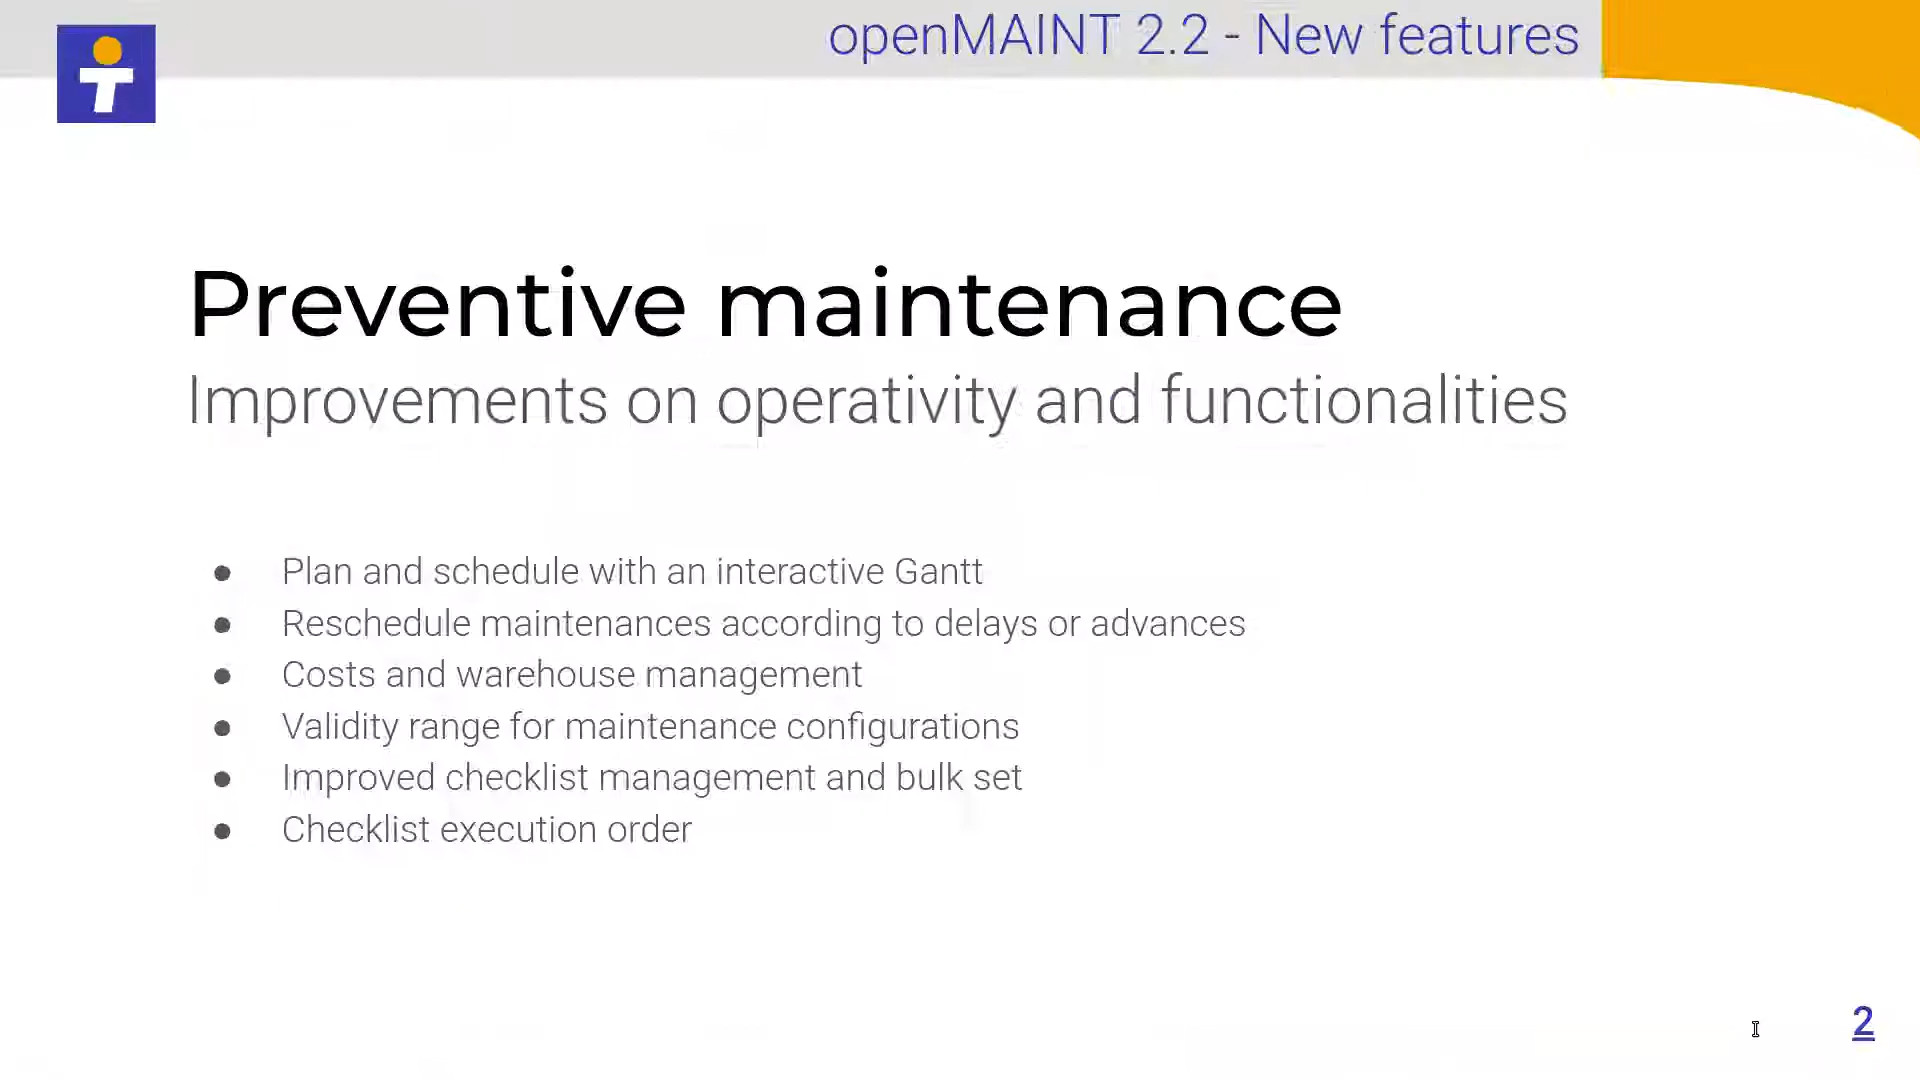 openMAINT 2.2 - New features
Preventive maintenance
Improvements on operativity and functionalities
● Plan and schedule with an interactive Gantt
● Reschedule maintenances according to delays or advances
● Costs and warehouse management
● Validity range for maintenance configurations
● Improved checklist management and bulk set
● Checklist execution order
2